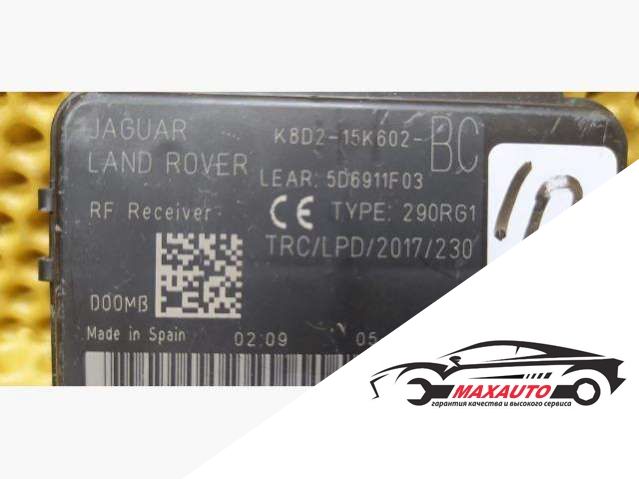 JAGUAR
LAND ROVER
K8D2-15K602-BC
LEAR: 5D6911F03
RF Receiver
CE TYPE: 290RG1
TRC/LPD/2017/230
D00MB
Made in Spain
02:09
05
MAXAUTO
гарантия качества и высокого сервиса